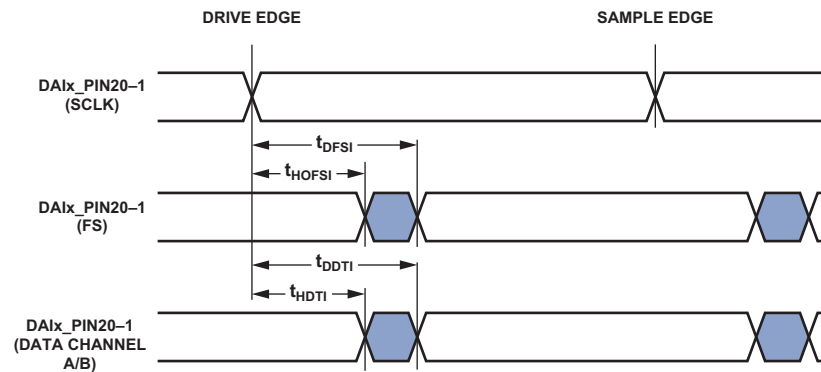 DRIVE EDGE
SAMPLE EDGE
DAIx_PIN20–1
(SCLK)
tDFSI
tHOFSI
DAIx_PIN20–1
(FS)
tDDTI
tHDTI
DAIx_PIN20–1
(DATA CHANNEL
A/B)